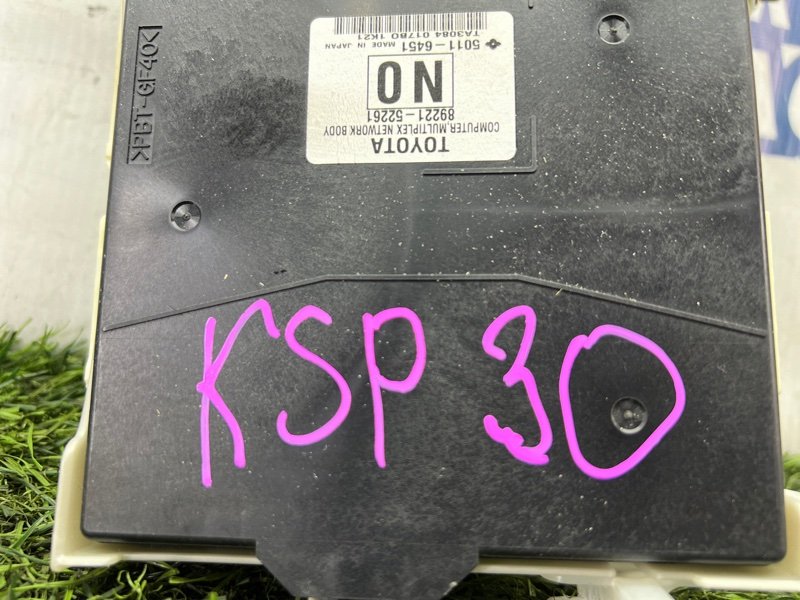 TOYOTA
COMPUTER,MULTIPLEX NETWORK BODY
89221-52261
NO
5011-6451 MADE IN JAPAN
TA3084 017B0 1K21
>PBT-GF40<
KSP 30